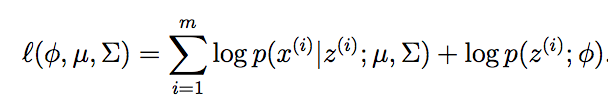 ℓ(ϕ, μ, Σ) = ∑_{i=1}^{m} log p(x^{(i)}|z^{(i)}; μ, Σ) + log p(z^{(i)}; ϕ).